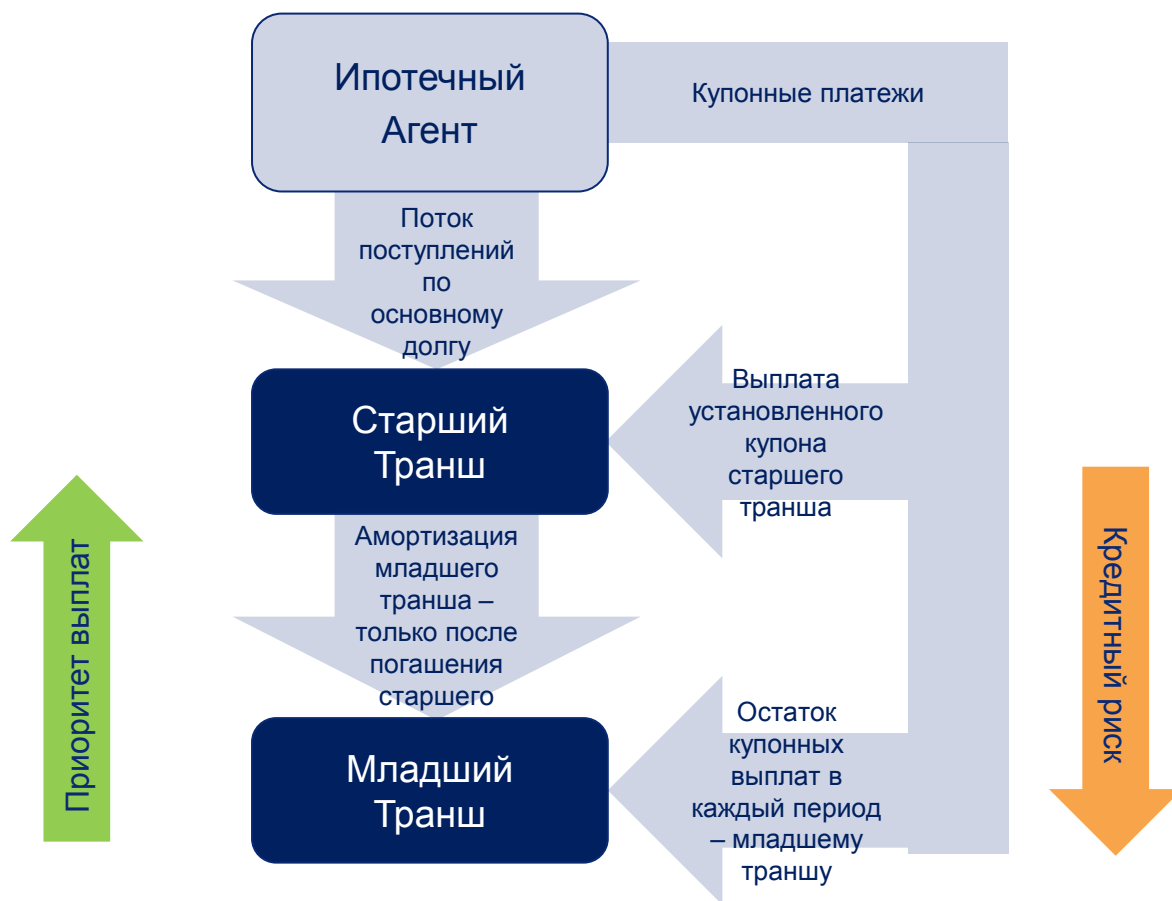 Ипотечный
Агент
Купонные платежи
Поток
поступлений
по
основному
долгу
Старший
Транш
Выплата
установленного
купона
старшего
транша
Амортизация
младшего
транша –
только после
погашения
старшего
Младший
Транш
Остаток
купонных
выплат в
каждый период
– младшему
траншу
Приоритет выплат
Кредитный риск